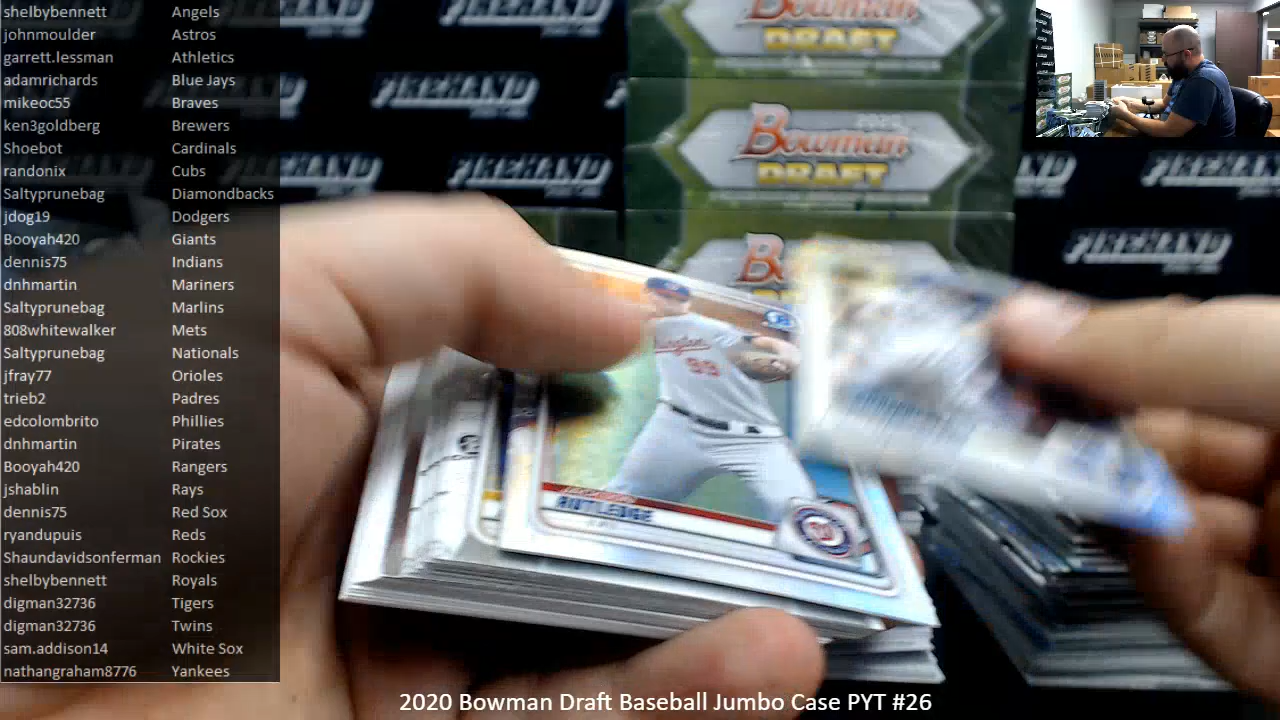 shelbybennett Angels
johnmoulder Astros
garrett.lessman Athletics
adamrichards Blue Jays
mikeoc55 Braves
ken3goldberg Brewers
Shoebot Cardinals
randonix Cubs
Saltyprunebag Diamondbacks
jdog19 Dodgers
Booyah420 Giants
dennis75 Indians
dnhmartin Mariners
Saltyprunebag Marlins
808whitewalker Mets
Saltyprunebag Nationals
jfray77 Orioles
trieb2 Padres
edcolombrito Phillies
dnhmartin Pirates
Booyah420 Rangers
jshablin Rays
dennis75 Red Sox
ryandupuis Reds
Shaundavidsonferman Rockies
shelbybennett Royals
digman32736 Tigers
digman32736 Twins
sam.addison14 White Sox
nathangraham8776 Yankees
Bowman
DRAFT
FIREHAND
FIREHAND
Bowman
DRAFT
FIREHAND
FIREHAND
FIREHAND
B
99
RUTLEDGE
2020 Bowman Draft Baseball Jumbo Case PYT #26